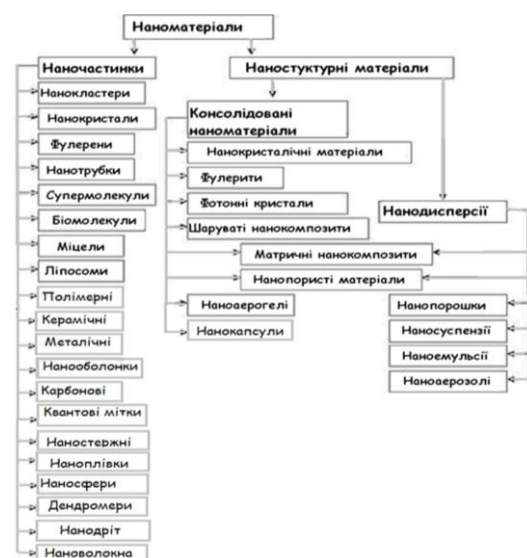 Наноматеріали
Наночастинки
Нанокластери
Нанокристали
Фулерени
Нанотрубки
Супермолекули
Біомолекули
Міцели
Ліпосоми
Полімерні
Керамічні
Металічні
Нанооболонки
Карбонові
Квантові мітки
Наностержні
Наноплівки
Наносфери
Дендромери
Нанодріт
Нановолокна
Наностуктурні матеріали
Консолідовані
наноматеріали
Нанокристалічні матеріали
Фулерити
Фотонні кристали
Шаруваті нанокомпозити
Матричні нанокомпозити
Нанопористі матеріали
Наноаерогелі
Нанокапсули
Нанодисперсії
Нанопорошки
Наносуспензії
Наноемульсії
Наноаерозолі